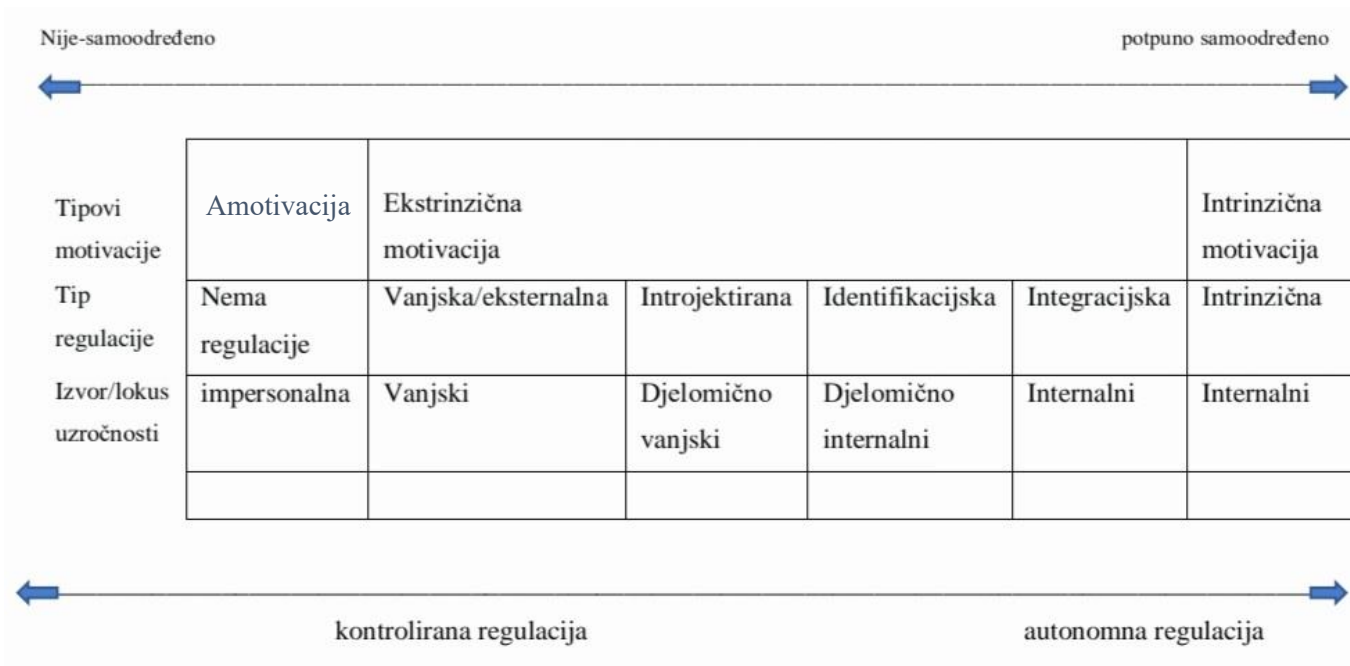 Nije-samoodređeno potpuno samoodređeno
Tipovi motivacije Amotivacija Ekstrinzična motivacija Intrinzična motivacija
Tip regulacije Nema regulacije Vanjska/eksternalna Introjektirana Identifikacijska Integracijska Intrinzična
Izvor/lokus uzročnosti impersonalna Vanjski Djelomično vanjski Djelomično internalni Internalni Internalni
kontrolirana regulacija autonomna regulacija